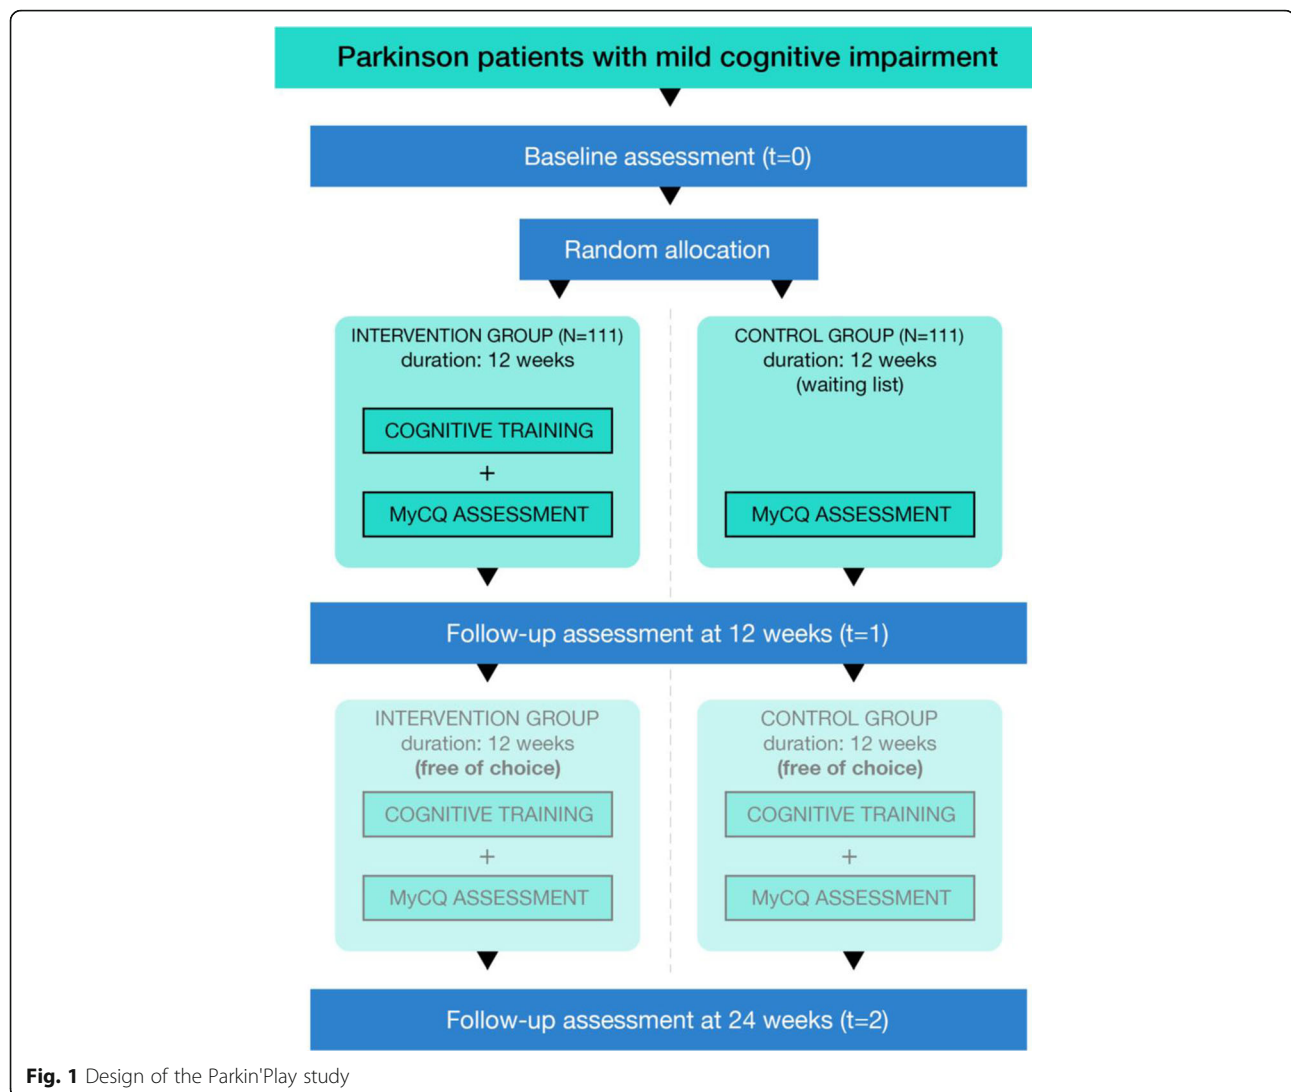 Parkinson patients with mild cognitive impairment
Baseline assessment (t=0)
Random allocation
INTERVENTION GROUP (N=111)
duration: 12 weeks
COGNITIVE TRAINING
+
MyCQ ASSESSMENT
CONTROL GROUP (N=111)
duration: 12 weeks
(waiting list)
MyCQ ASSESSMENT
Follow-up assessment at 12 weeks (t=1)
INTERVENTION GROUP
duration: 12 weeks
(free of choice)
COGNITIVE TRAINING
+
MyCQ ASSESSMENT
CONTROL GROUP
duration: 12 weeks
(free of choice)
COGNITIVE TRAINING
+
MyCQ ASSESSMENT
Follow-up assessment at 24 weeks (t=2)
Fig. 1 Design of the Parkin'Play study